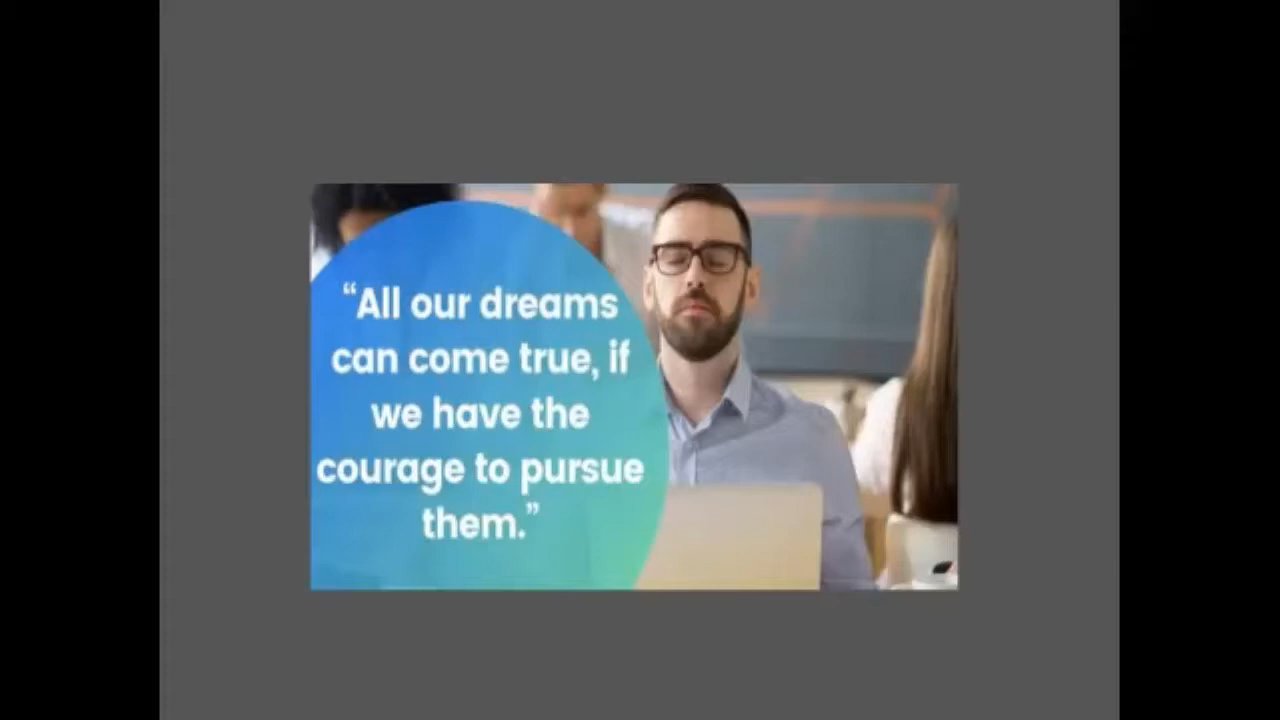 “All our dreams
can come true, if
we have the
courage to pursue
them.”